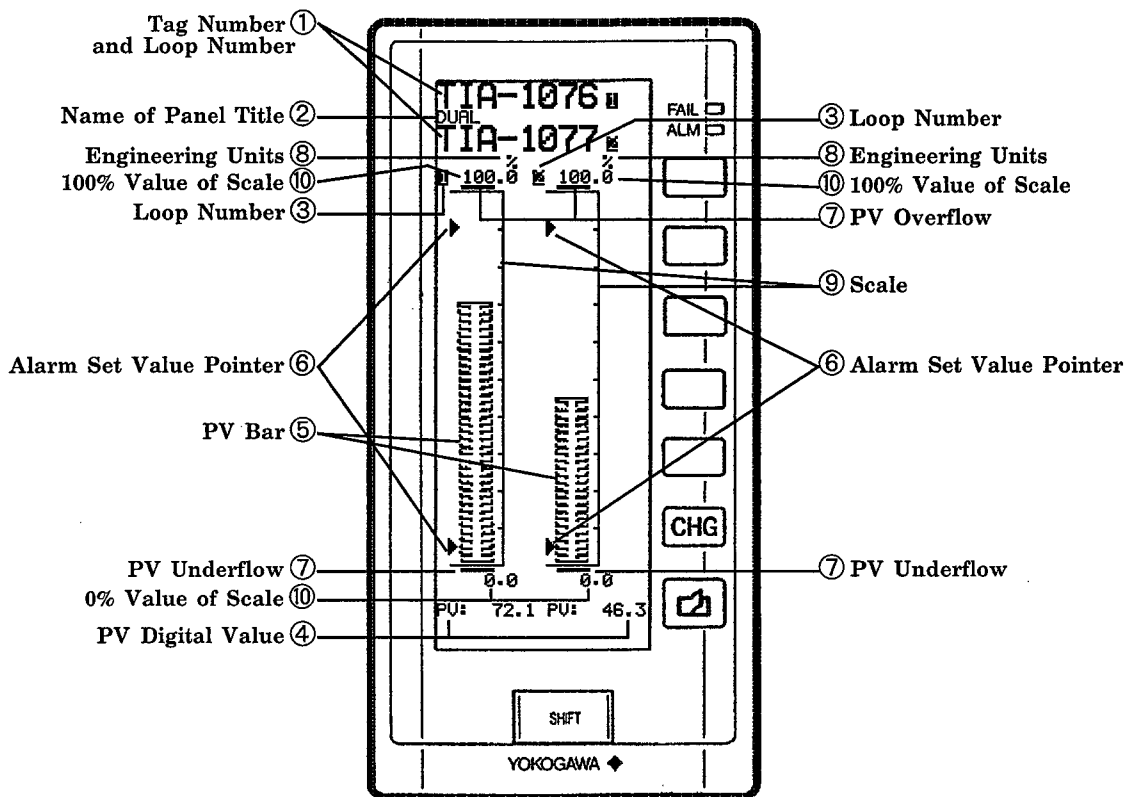 Tag Number ①
and Loop Number
Name of Panel Title ②
Engineering Units ⑧
100% Value of Scale ⑩
Loop Number ③
Alarm Set Value Pointer ⑥
PV Bar ⑤
PV Underflow ⑦
0% Value of Scale ⑩
PV Digital Value ④
TIA-1076 1
DUAL
TIA-1077 2
% %
1 100.0 2 100.0
0.0 0.0
PV: 72.1 PV: 46.3
FAIL
ALM
CHG
SHIFT
YOKOGAWA
③ Loop Number
⑧ Engineering Units
⑩ 100% Value of Scale
⑦ PV Overflow
⑨ Scale
⑥ Alarm Set Value Pointer
⑦ PV Underflow